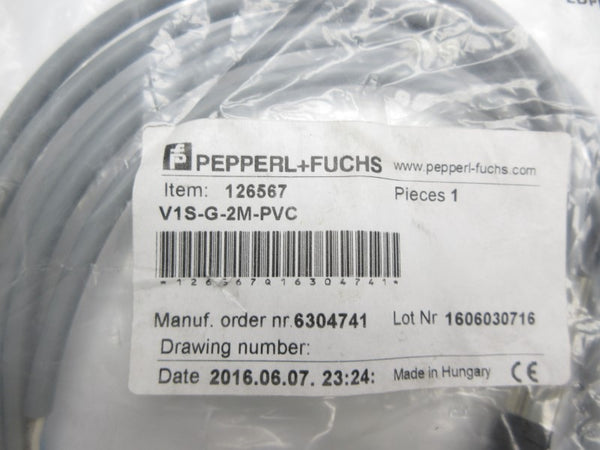 PEPPERL+FUCHS www.pepperl-fuchs.com
Item: 126567 Pieces 1
V1S-G-2M-PVC
*126567Q16304741*
Manuf. order nr. 6304741 Lot Nr 1606030716
Drawing number:
Date 2016.06.07. 23:24: Made in Hungary CE